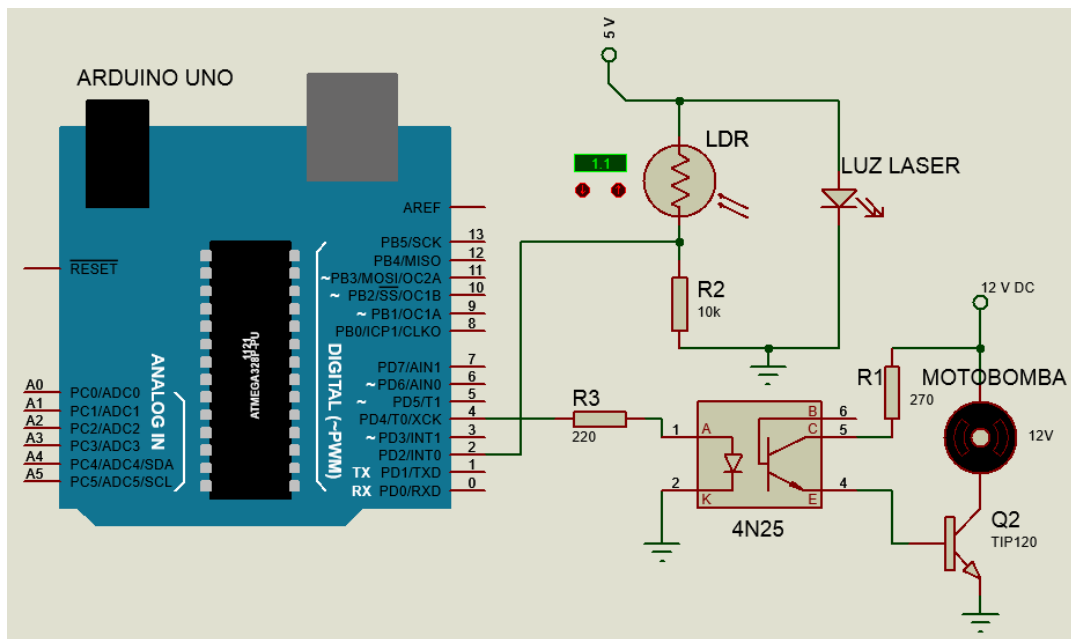 ARDUINO UNO
5 V
LDR
1.1
LUZ LASER
AREF
PB5/SCK 13
PB4/MISO 12
~PB3/MOSI/OC2A 11
~ PB2/SS/OC1B 10
~ PB1/OC1A 9
PB0/ICP1/CLKO 8
RESET
1121
ATMEGA328P-PU
DIGITAL (~PWM)
ANALOG IN
PD7/AIN1 7
~ PD6/AIN0 6
~ PD5/T1 5
PD4/T0/XCK 4
~ PD3/INT1 3
PD2/INT0 2
TX PD1/TXD 1
RX PD0/RXD 0
A0 PC0/ADC0
A1 PC1/ADC1
A2 PC2/ADC2
A3 PC3/ADC3
A4 PC4/ADC4/SDA
A5 PC5/ADC5/SCL
R2
10k
12 V DC
R1
270
MOTOBOMBA
12V
R3
220
1 A
2 K
B 6
C 5
E 4
4N25
Q2
TIP120